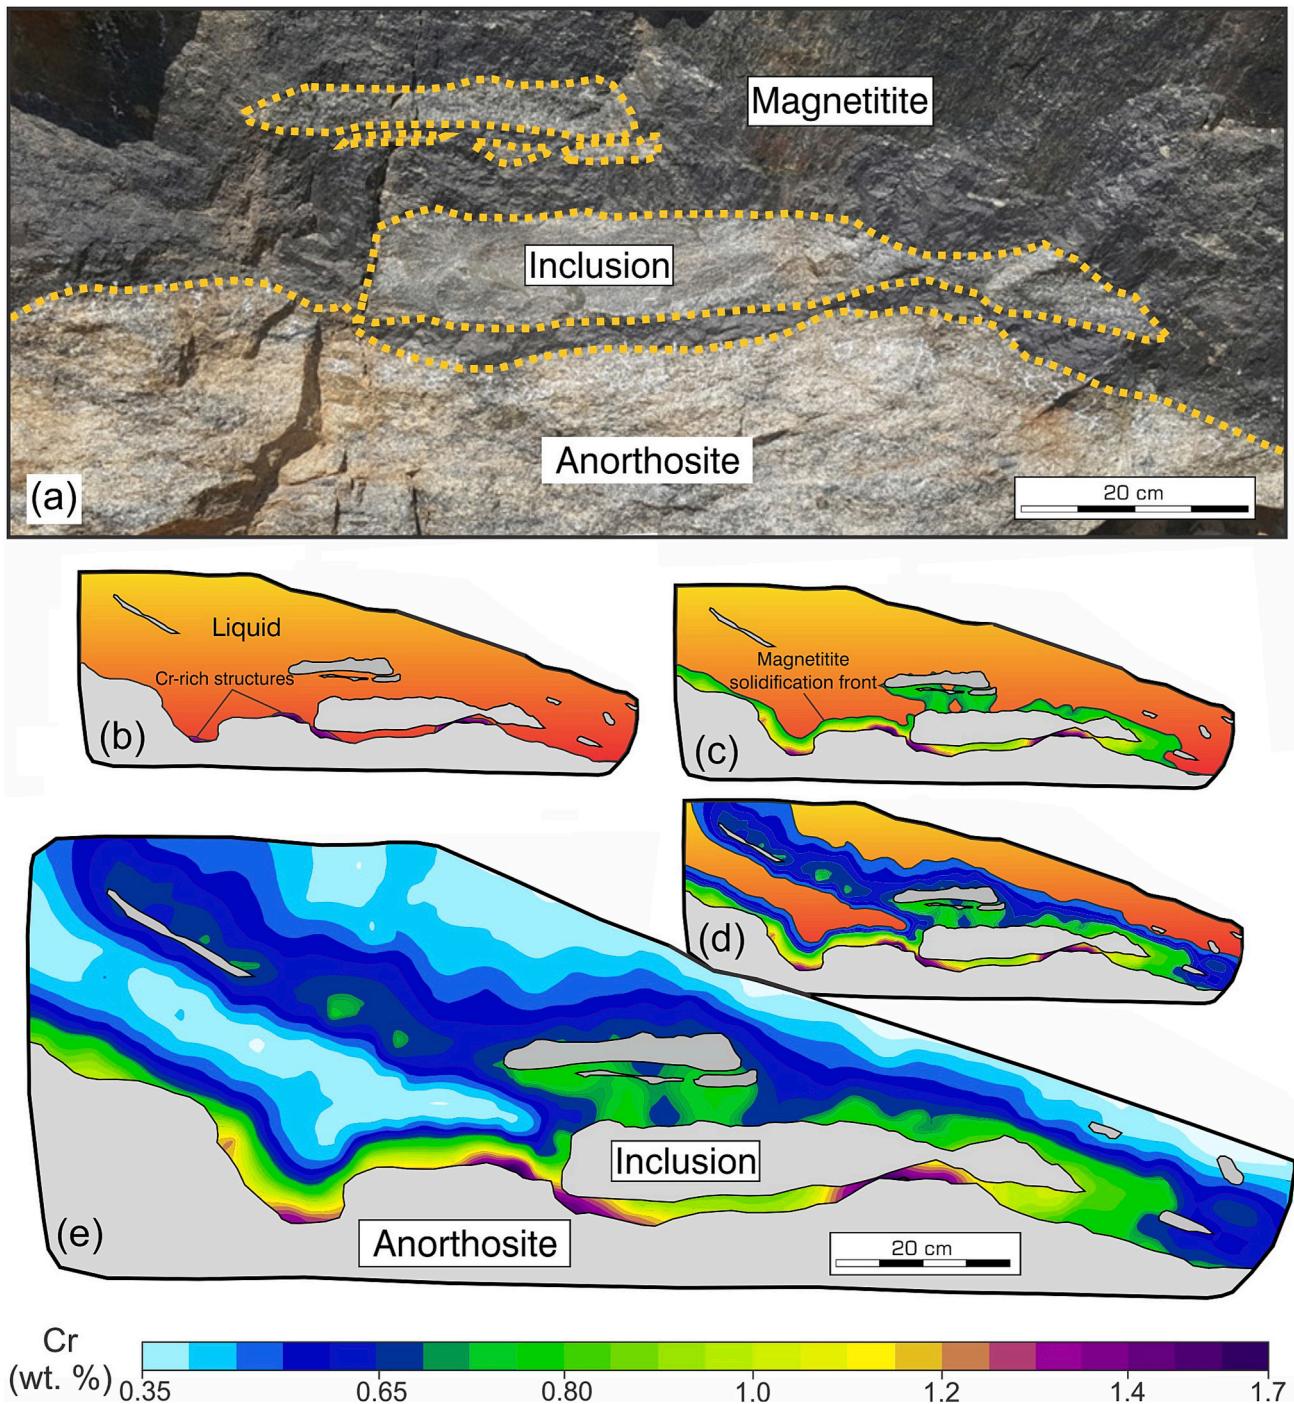 Magnetitite
Inclusion
Anorthosite
(a)
20 cm
Liquid
Cr-rich structures
(b)
Magnetitite
solidification front
(c)
(d)
Inclusion
Anorthosite
(e)
20 cm
Cr
(wt. %)
0.35 0.65 0.80 1.0 1.2 1.4 1.7